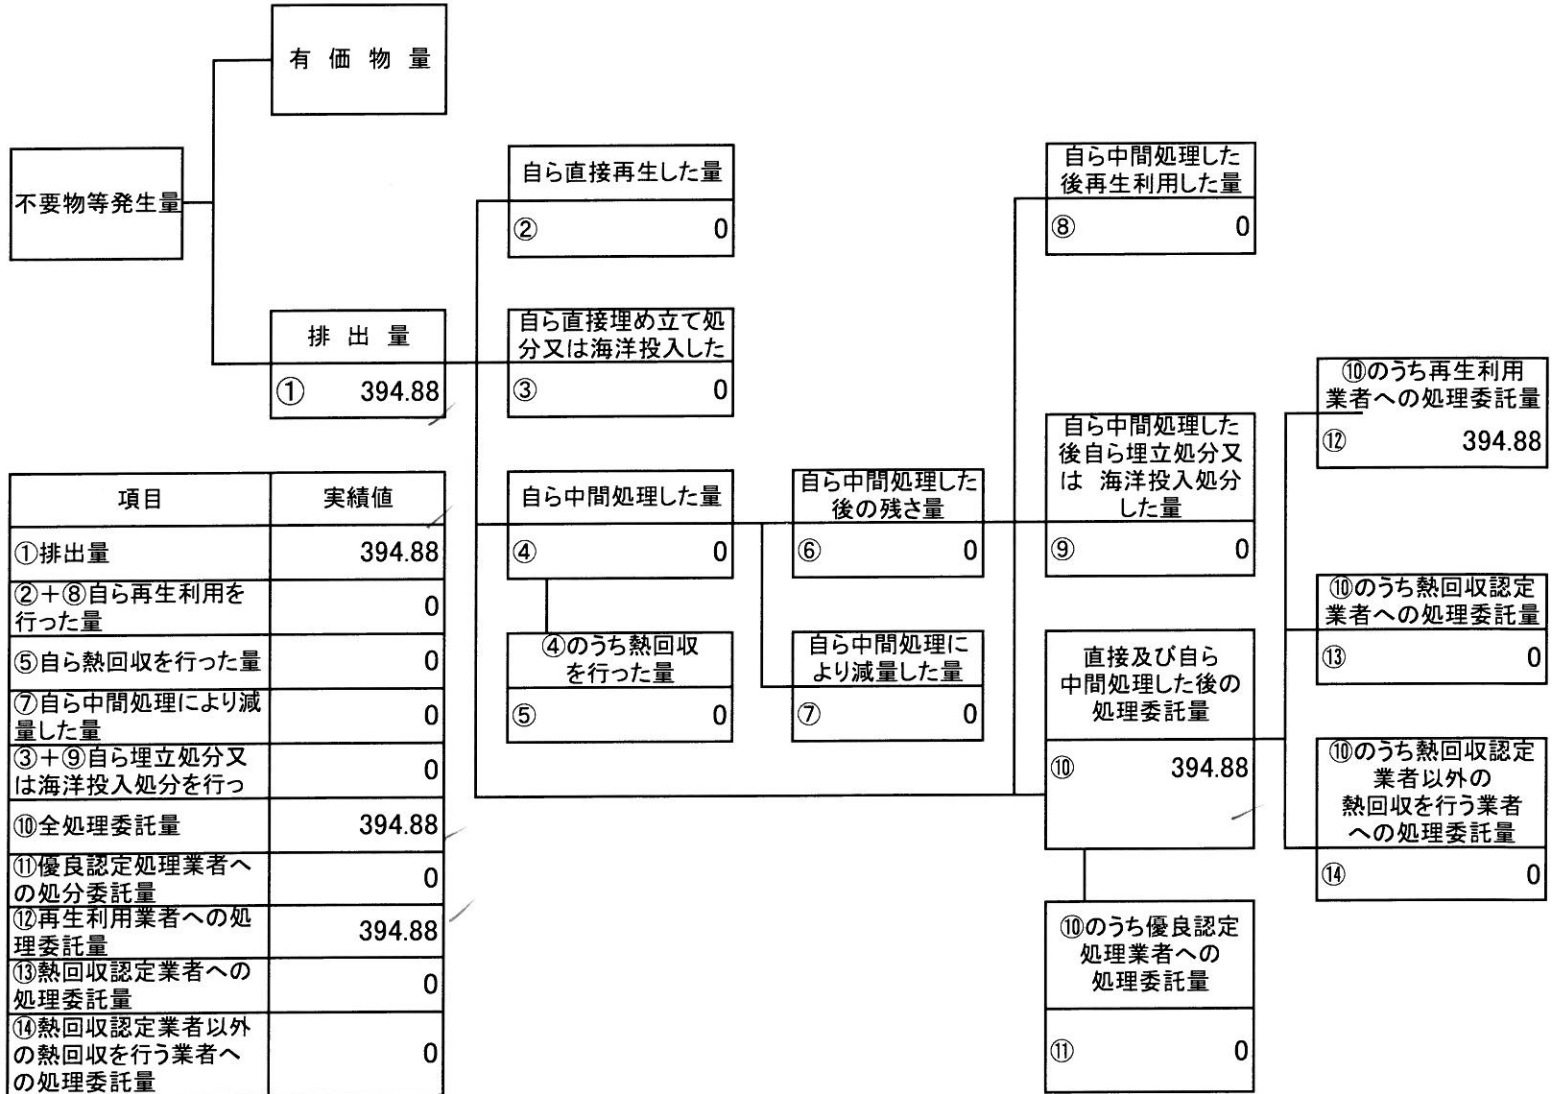 有 価 物 量
不要物等発生量
排 出 量
① 394.88
自ら直接再生した量
② 0
自ら直接埋め立て処
分又は海洋投入した
③ 0
自ら中間処理した量
④ 0
④のうち熱回収
を行った量
⑤ 0
自ら中間処理した
後の残さ量
⑥ 0
自ら中間処理に
より減量した量
⑦ 0
自ら中間処理した
後再生利用した量
⑧ 0
自ら中間処理した
後自ら埋立処分又
は 海洋投入処分
した量
⑨ 0
直接及び自ら
中間処理した後の
処理委託量
⑩ 394.88
⑩のうち優良認定
処理業者への
処理委託量
⑪ 0
⑩のうち再生利用
業者への処理委託量
⑫ 394.88
⑩のうち熱回収認定
業者への処理委託量
⑬ 0
⑩のうち熱回収認定
業者以外の
熱回収を行う業者
への処理委託量
⑭ 0
項目 実績値
①排出量 394.88
②+⑧自ら再生利用を
行った量 0
⑤自ら熱回収を行った量 0
⑦自ら中間処理により減
量した量 0
③+⑨自ら埋立処分又
は海洋投入処分を行っ 0
⑩全処理委託量 394.88
⑪優良認定処理業者へ
の処分委託量 0
⑫再生利用業者への処
理委託量 394.88
⑬熱回収認定業者への
処理委託量 0
⑭熱回収認定業者以外
の熱回収を行う業者へ
の処理委託量 0